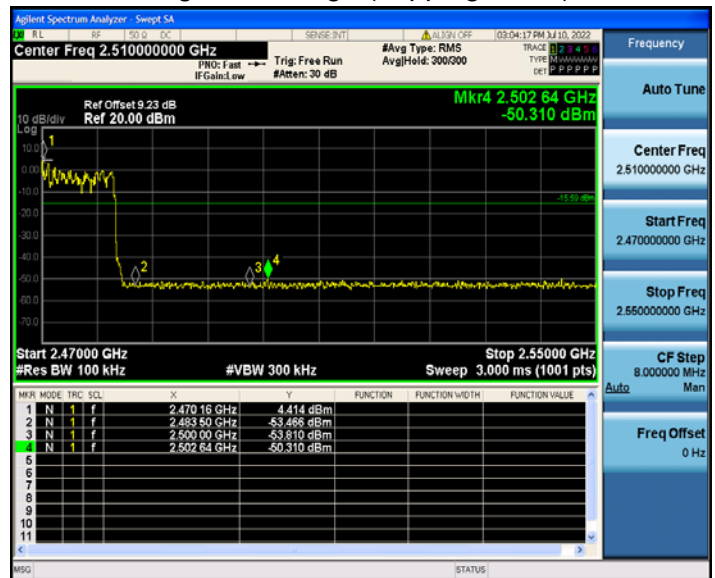 Agilent Spectrum Analyzer - Swept SA
RL RF 50 Ω DC SENSE:INT ALIGN OFF 03:04:17 PM Jul 10, 2022
Center Freq 2.510000000 GHz
PNO: Fast
IFGain:Low
Trig: Free Run
#Atten: 30 dB
#Avg Type: RMS
Avg|Hold: 300/300
TRACE 1 2 3 4 5 6
TYPE M
DET P P P P P P
Frequency
Auto Tune
Center Freq
2.510000000 GHz
Start Freq
2.470000000 GHz
Stop Freq
2.550000000 GHz
CF Step
8.000000 MHz
Auto Man
Freq Offset
0 Hz
Mkr4 2.502 64 GHz
-50.310 dBm
Ref Offset 9.23 dB
10 dB/div Ref 20.00 dBm
Log
10.0
0.00
-10.0
-20.0
-30.0
-40.0
-50.0
-60.0
-70.0
1
2
3
4
-15.59 dBm
Start 2.47000 GHz Stop 2.55000 GHz
#Res BW 100 kHz #VBW 300 kHz Sweep 3.000 ms (1001 pts)
MKR MODE TRC SCL X Y FUNCTION FUNCTION WIDTH FUNCTION VALUE
1 N 1 f 2.470 16 GHz 4.414 dBm
2 N 1 f 2.483 50 GHz -53.466 dBm
3 N 1 f 2.500 00 GHz -53.810 dBm
4 N 1 f 2.502 64 GHz -50.310 dBm
5
6
7
8
9
10
11
MSG STATUS